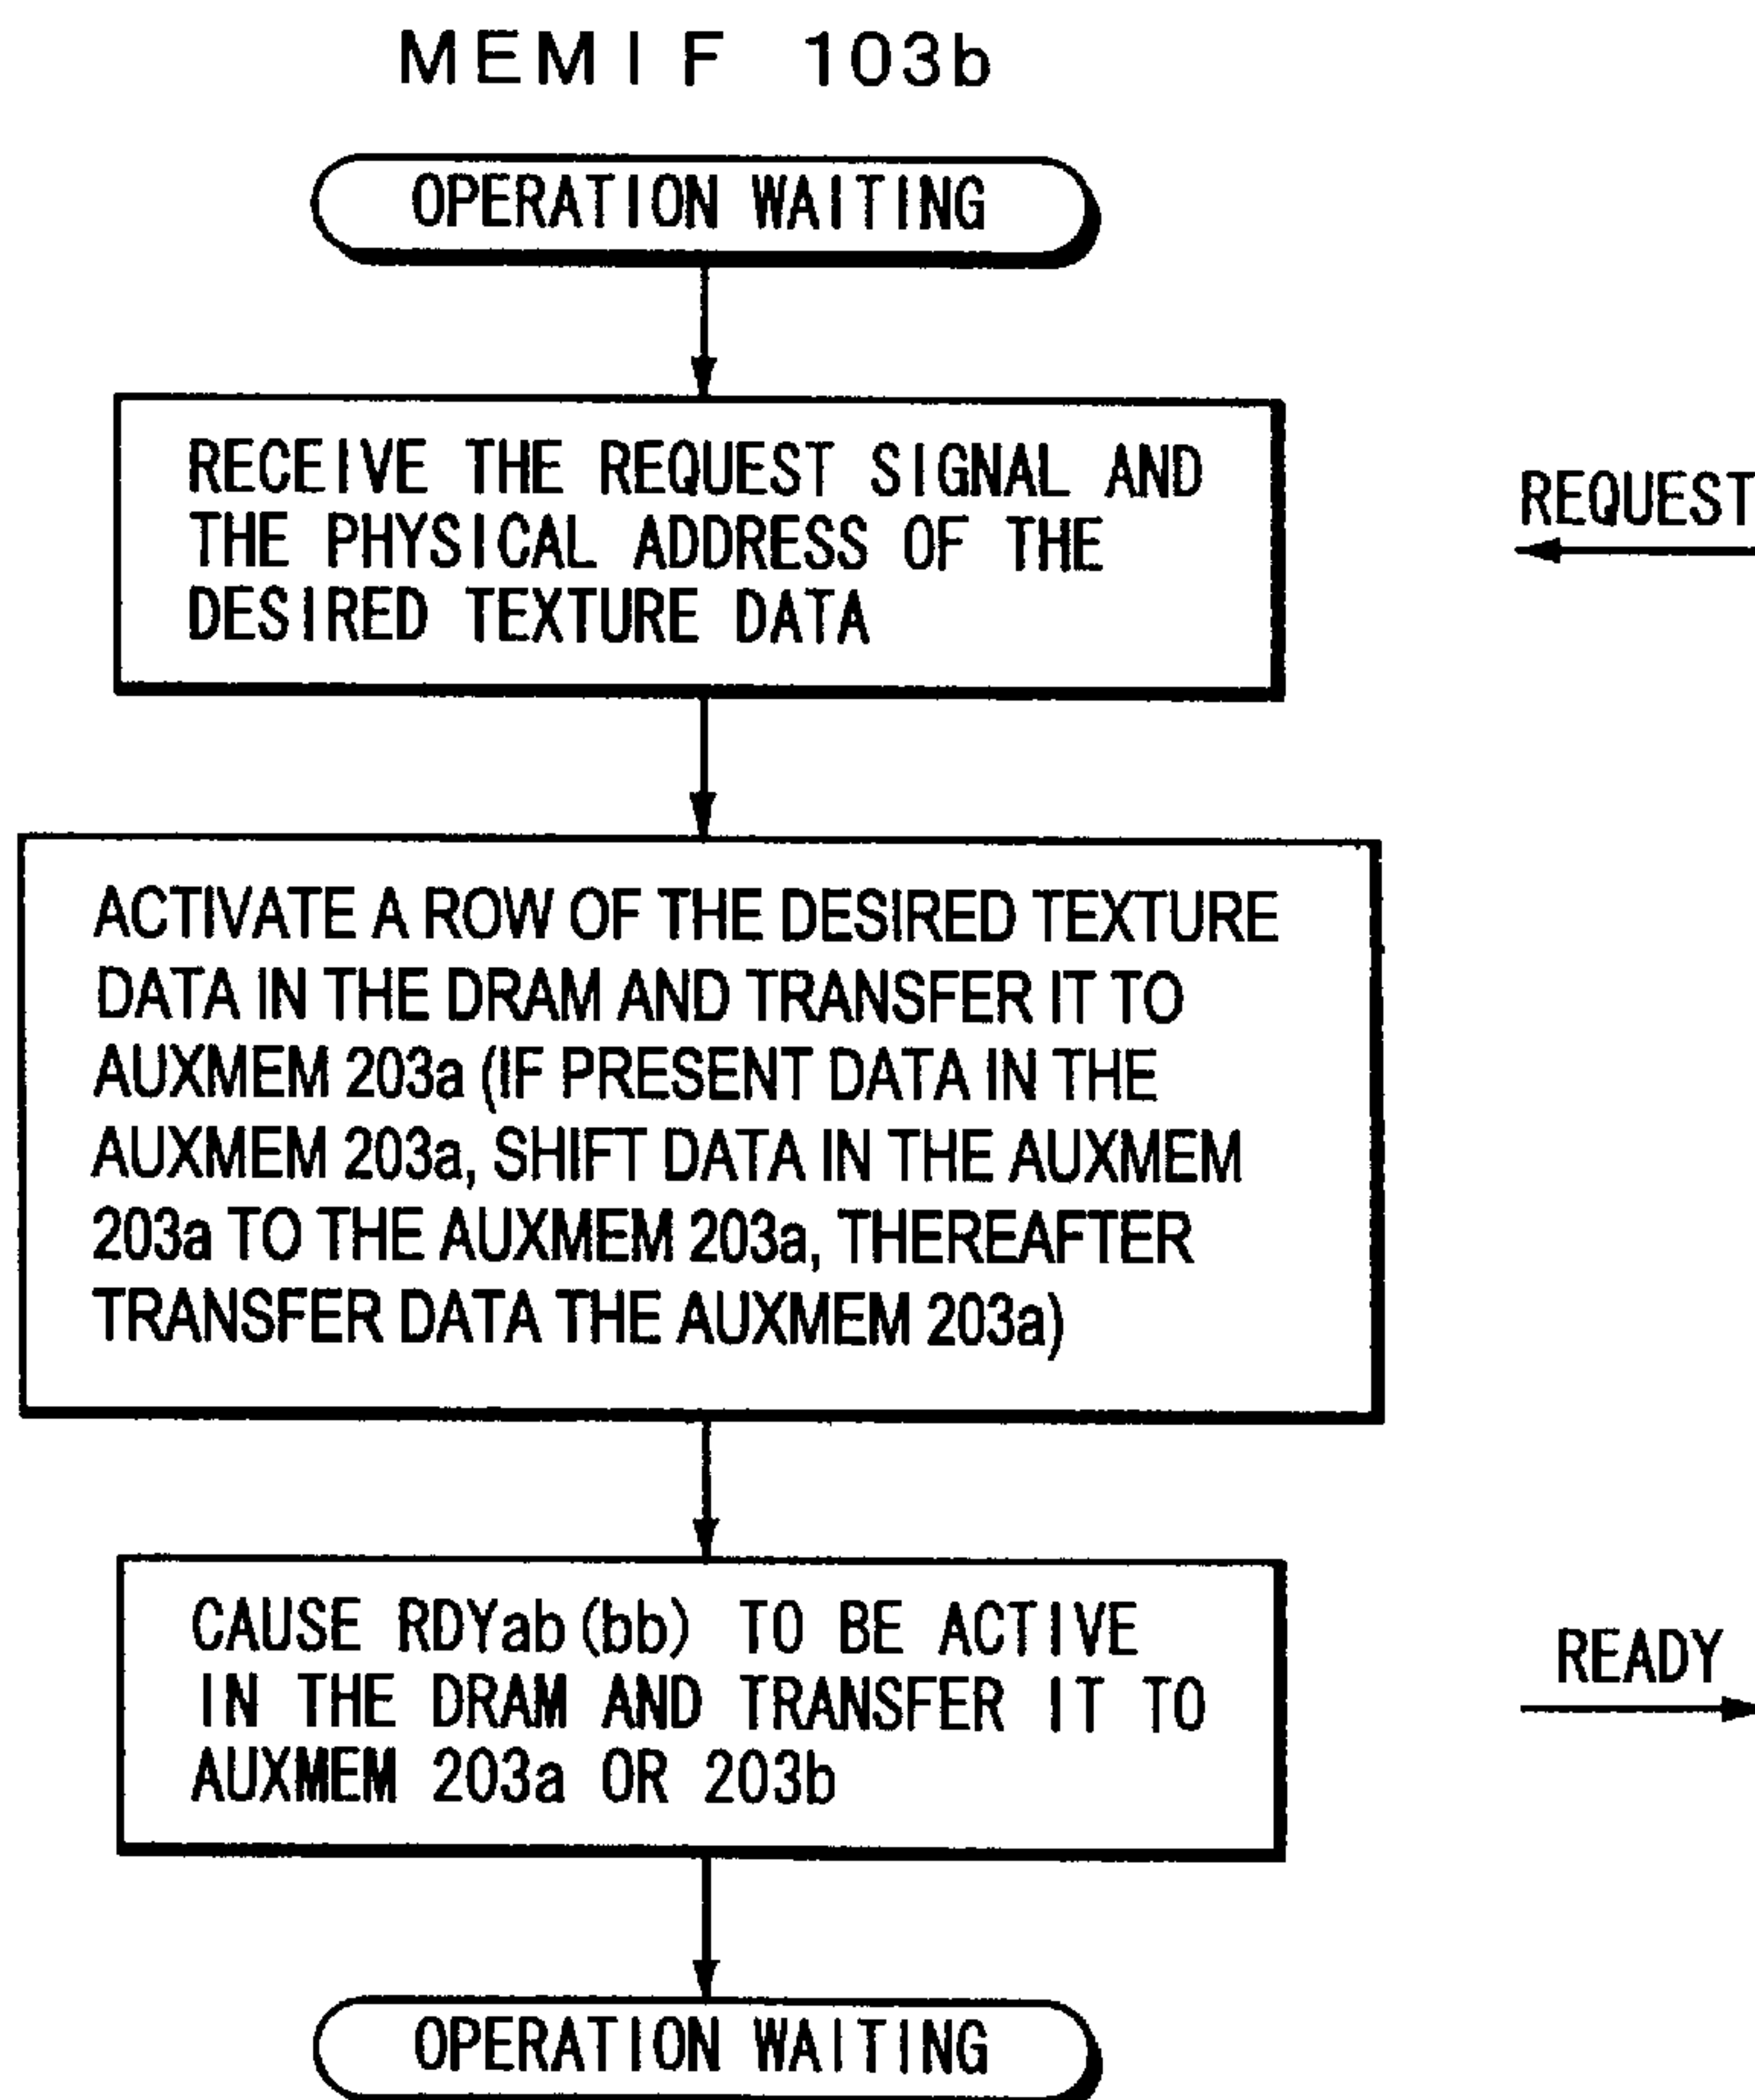 MEMIF 103b
OPERATION WAITING
RECEIVE THE REQUEST SIGNAL AND
THE PHYSICAL ADDRESS OF THE
DESIRED TEXTURE DATA
REQUEST
ACTIVATE A ROW OF THE DESIRED TEXTURE
DATA IN THE DRAM AND TRANSFER IT TO
AUXMEM 203a (IF PRESENT DATA IN THE
AUXMEM 203a, SHIFT DATA IN THE AUXMEM
203a TO THE AUXMEM 203a, THEREAFTER
TRANSFER DATA THE AUXMEM 203a)
CAUSE RDYab(bb) TO BE ACTIVE
IN THE DRAM AND TRANSFER IT TO
AUXMEM 203a OR 203b
READY
OPERATION WAITING